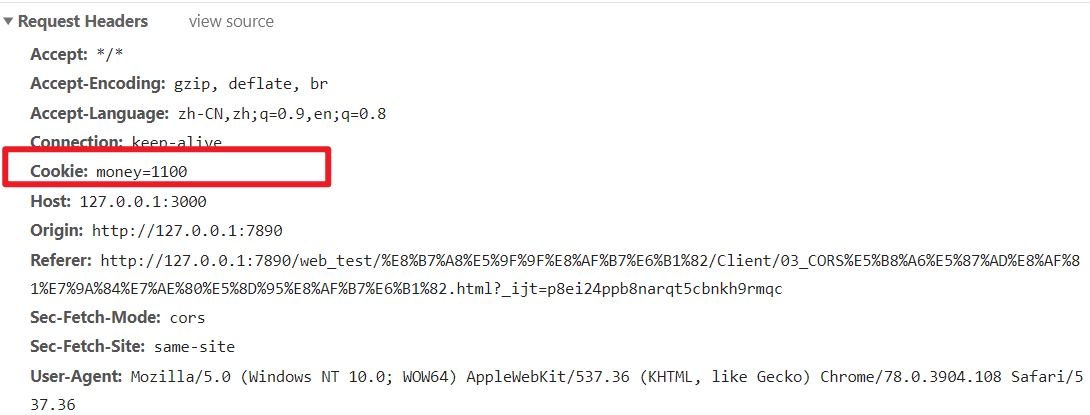 Request Headers view source
Accept: */*
Accept-Encoding: gzip, deflate, br
Accept-Language: zh-CN,zh;q=0.9,en;q=0.8
Connection: keep-alive
Cookie: money=1100
Host: 127.0.0.1:3000
Origin: http://127.0.0.1:7890
Referer: http://127.0.0.1:7890/web_test/%E8%B7%A8%E5%9F%9F%E8%AF%B7%E6%B1%82/Client/03_CORS%E5%B8%A6%E5%87%AD%E8%AF%8
1%E7%9A%84%E7%AE%80%E5%8D%95%E8%AF%B7%E6%B1%82.html?_ijt=p8ei24ppb8narqt5cbnkh9rmqc
Sec-Fetch-Mode: cors
Sec-Fetch-Site: same-site
User-Agent: Mozilla/5.0 (Windows NT 10.0; WOW64) AppleWebKit/537.36 (KHTML, like Gecko) Chrome/78.0.3904.108 Safari/5
37.36